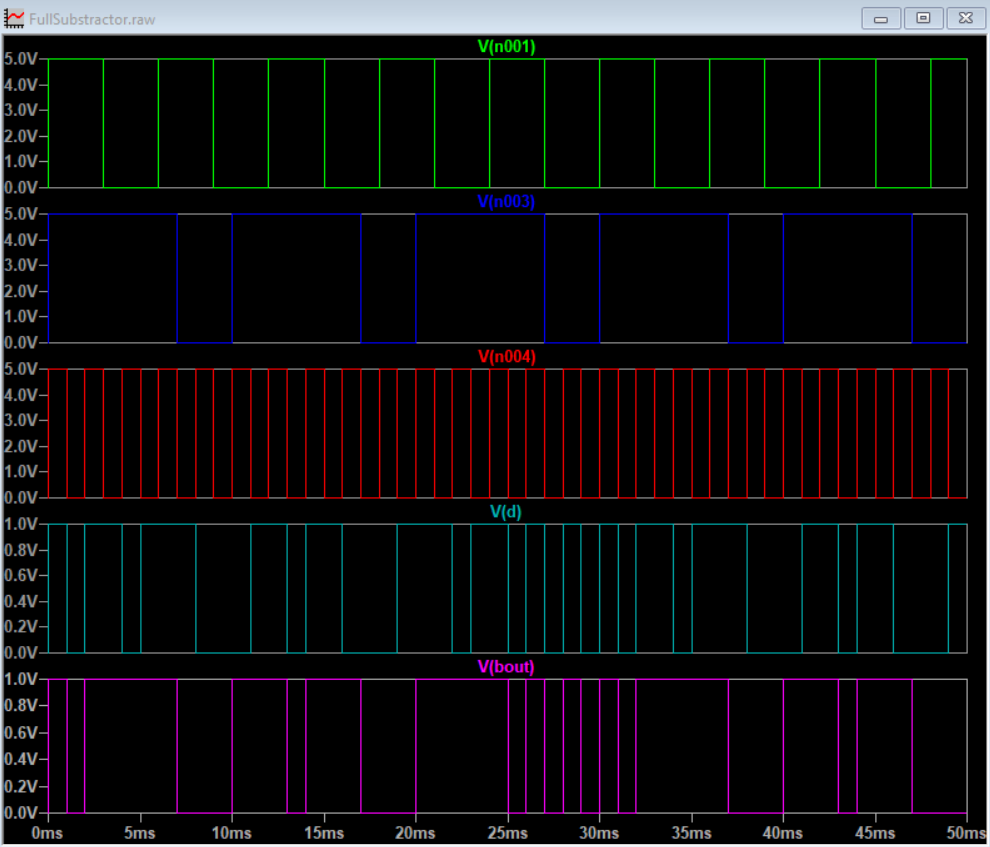 FullSubstractor.raw
V(n001)
5.0V
4.0V
3.0V
2.0V
1.0V
0.0V
V(n003)
5.0V
4.0V
3.0V
2.0V
1.0V
0.0V
V(n004)
5.0V
4.0V
3.0V
2.0V
1.0V
0.0V
V(d)
1.0V
0.8V
0.6V
0.4V
0.2V
0.0V
V(bout)
1.0V
0.8V
0.6V
0.4V
0.2V
0.0V
0ms 5ms 10ms 15ms 20ms 25ms 30ms 35ms 40ms 45ms 50ms